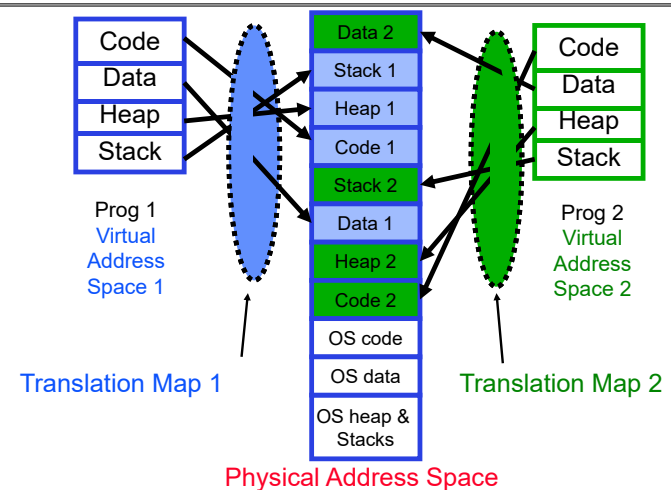 Code
Data
Heap
Stack
Prog 1
Virtual
Address
Space 1
Translation Map 1
Data 2
Stack 1
Heap 1
Code 1
Stack 2
Data 1
Heap 2
Code 2
OS code
OS data
OS heap &
Stacks
Physical Address Space
Code
Data
Heap
Stack
Prog 2
Virtual
Address
Space 2
Translation Map 2